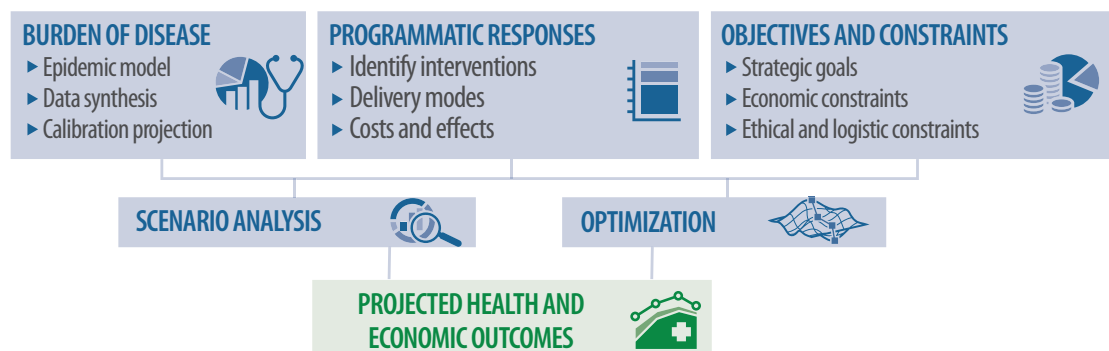 BURDEN OF DISEASE
▶ Epidemic model
▶ Data synthesis
▶ Calibration projection
PROGRAMMATIC RESPONSES
▶ Identify interventions
▶ Delivery modes
▶ Costs and effects
OBJECTIVES AND CONSTRAINTS
▶ Strategic goals
▶ Economic constraints
▶ Ethical and logistic constraints
SCENARIO ANALYSIS
OPTIMIZATION
PROJECTED HEALTH AND
ECONOMIC OUTCOMES